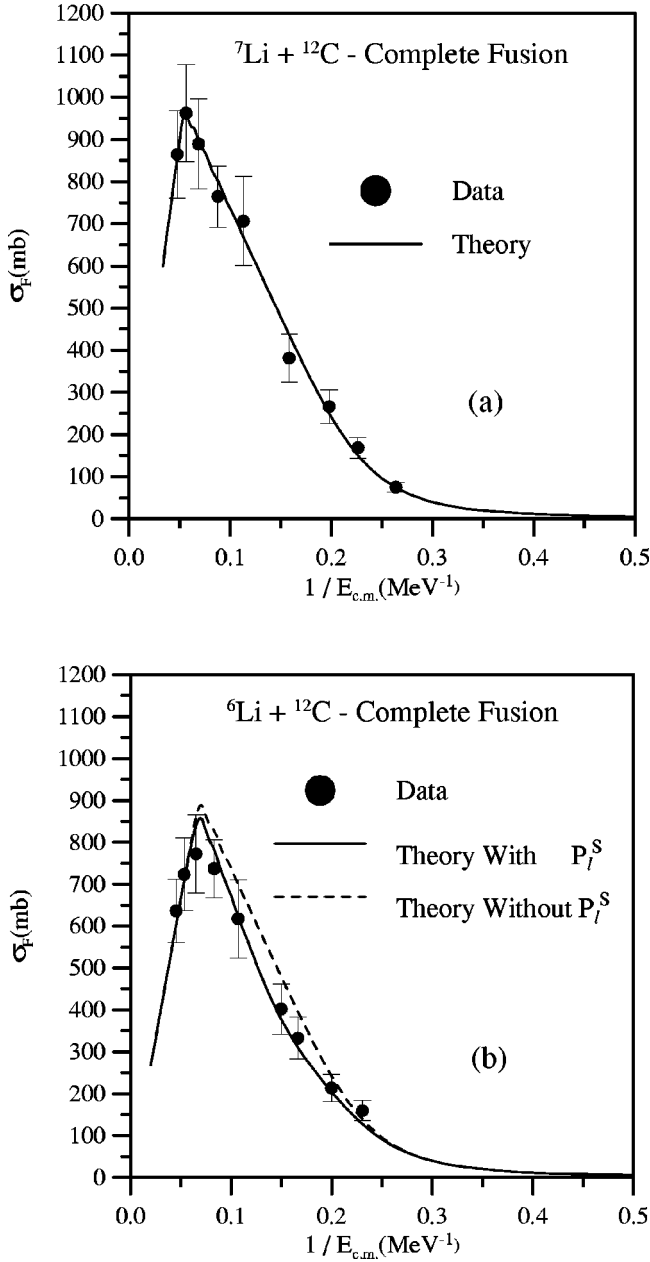 1200
1100
1000
900
800
700
600
500
400
300
200
100
0
σF(mb)
⁷Li + ¹²C - Complete Fusion
Data
Theory
(a)
0.0 0.1 0.2 0.3 0.4 0.5
1 / Ec.m.(MeV⁻¹)
1200
1100
1000
900
800
700
600
500
400
300
200
100
0
σF(mb)
⁶Li + ¹²C - Complete Fusion
Data
Theory With PlS
Theory Without PlS
(b)
0.0 0.1 0.2 0.3 0.4 0.5
1 / Ec.m.(MeV⁻¹)